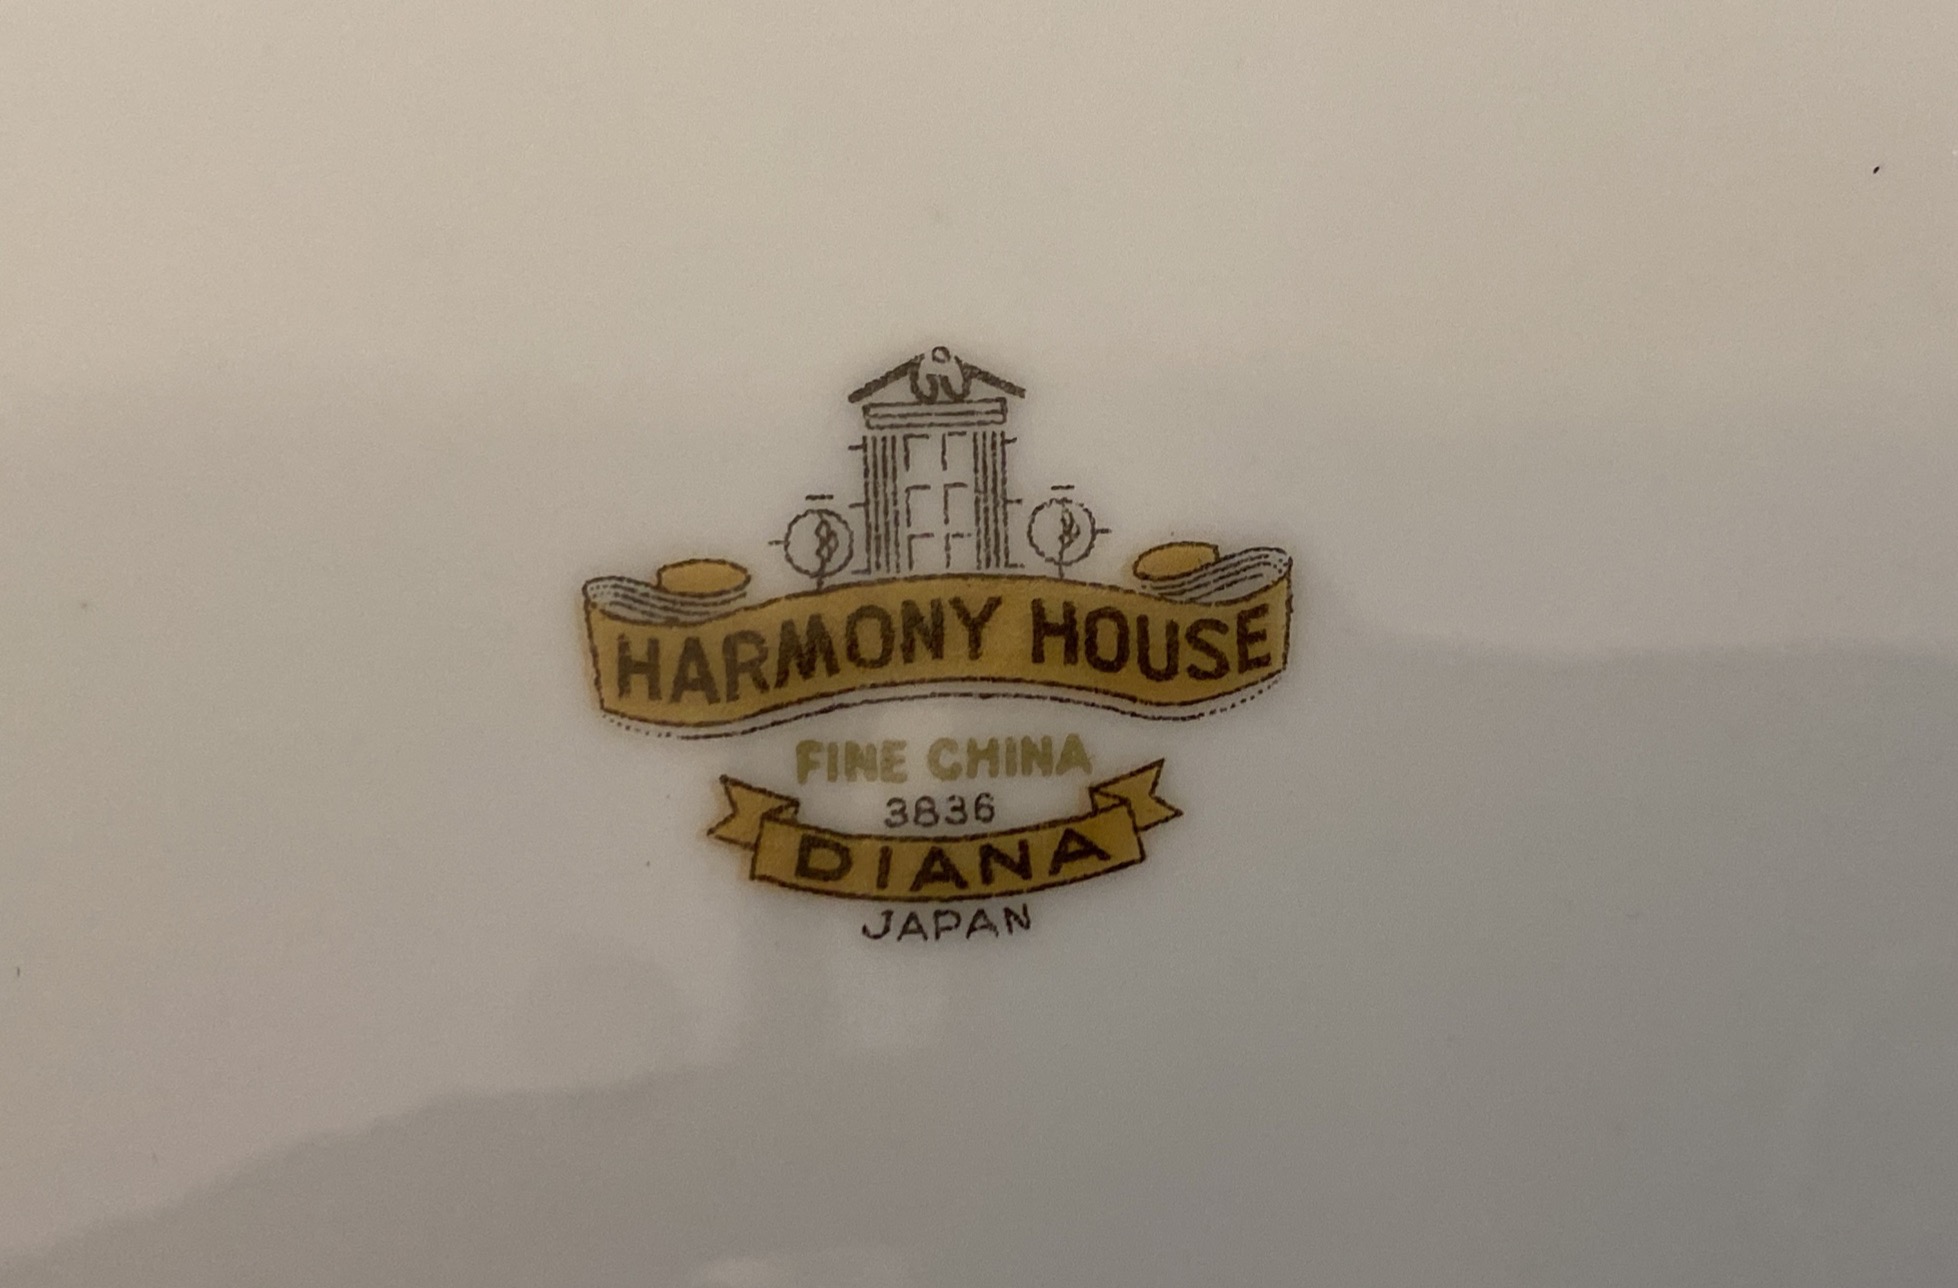 HARMONY HOUSE
FINE CHINA
3836
DIANA
JAPAN